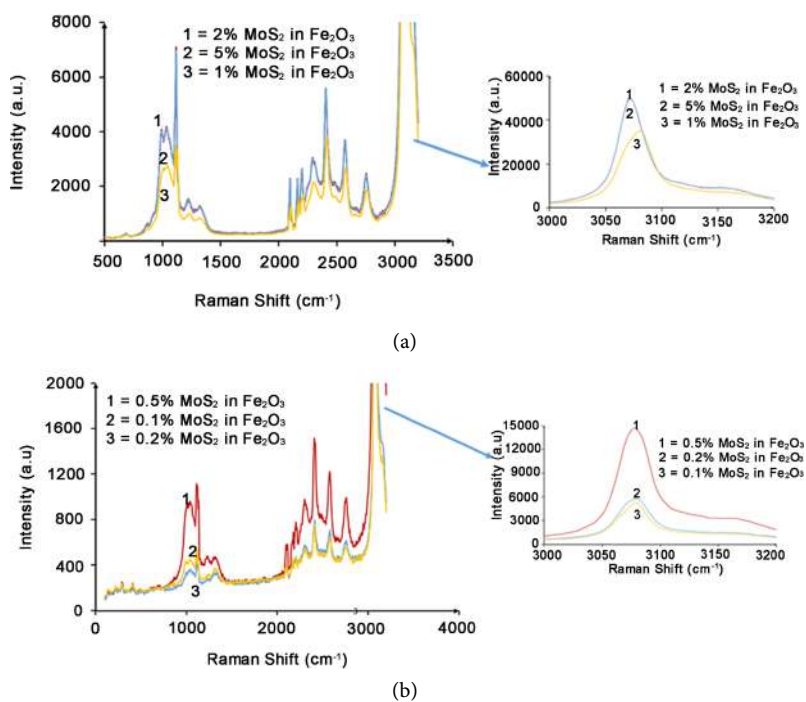 8000
6000
4000
2000
0
Intensity (a.u.)
1 = 2% MoS₂ in Fe₂O₃
2 = 5% MoS₂ in Fe₂O₃
3 = 1% MoS₂ in Fe₂O₃
1
2
3
500 1000 1500 2000 2500 3000 3500
Raman Shift (cm⁻¹)
60000
40000
20000
0
Intensity (a.u.)
1 = 2% MoS₂ in Fe₂O₃
2 = 5% MoS₂ in Fe₂O₃
3 = 1% MoS₂ in Fe₂O₃
1
2
3
3000 3050 3100 3150 3200
Raman Shift (cm⁻¹)
(a)
2000
1600
1200
800
400
0
Intensity (a.u)
1 = 0.5% MoS₂ in Fe₂O₃
2 = 0.1% MoS₂ in Fe₂O₃
3 = 0.2% MoS₂ in Fe₂O₃
1
2
3
0 1000 2000 3000 4000
Raman Shift (cm⁻¹)
15000
12000
9000
6000
3000
0
Intensity (a.u.)
1 = 0.5% MoS₂ in Fe₂O₃
2 = 0.2% MoS₂ in Fe₂O₃
3 = 0.1% MoS₂ in Fe₂O₃
1
2
3
3000 3050 3100 3150 3200
Raman Shift (cm⁻¹)
(b)